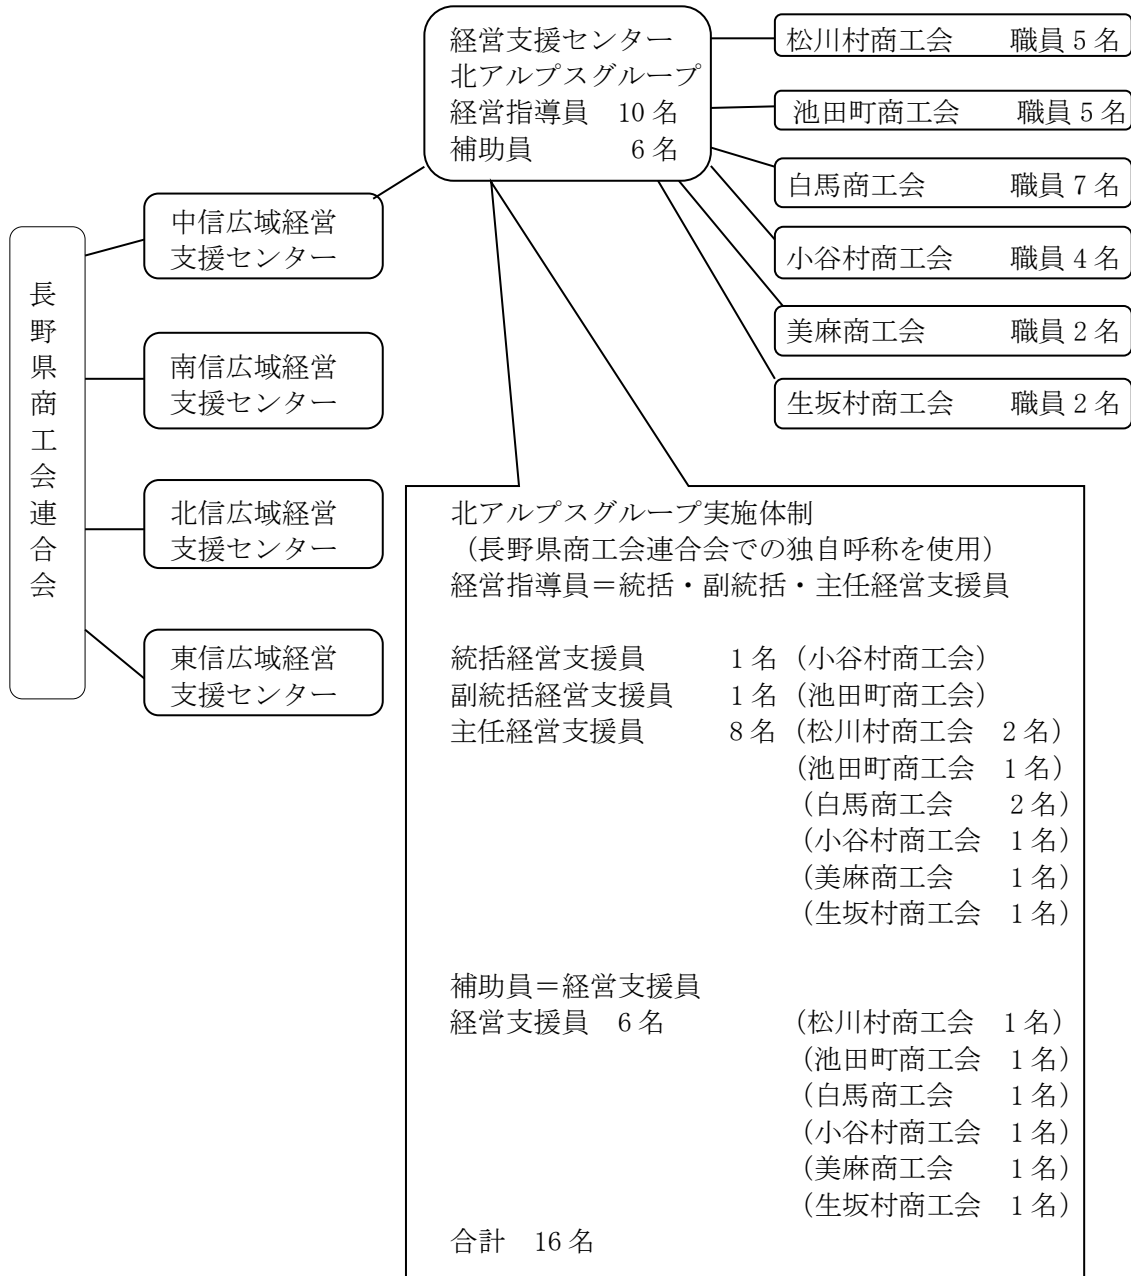 経営支援センター
北アルプスグループ
経営指導員　10名
補助員　　　6名
松川村商工会　職員5名
池田町商工会　職員5名
白馬商工会　職員7名
小谷村商工会　職員4名
美麻商工会　職員2名
生坂村商工会　職員2名
長野県商工会連合会
中信広域経営
支援センター
南信広域経営
支援センター
北信広域経営
支援センター
東信広域経営
支援センター
北アルプスグループ実施体制
（長野県商工会連合会での独自呼称を使用）
経営指導員＝統括・副統括・主任経営支援員
統括経営支援員　1名（小谷村商工会）
副統括経営支援員　1名（池田町商工会）
主任経営支援員　8名（松川村商工会　2名）
（池田町商工会　1名）
（白馬商工会　2名）
（小谷村商工会　1名）
（美麻商工会　1名）
（生坂村商工会　1名）
補助員＝経営支援員
経営支援員　6名　（松川村商工会　1名）
（池田町商工会　1名）
（白馬商工会　1名）
（小谷村商工会　1名）
（美麻商工会　1名）
（生坂村商工会　1名）
合計　16名